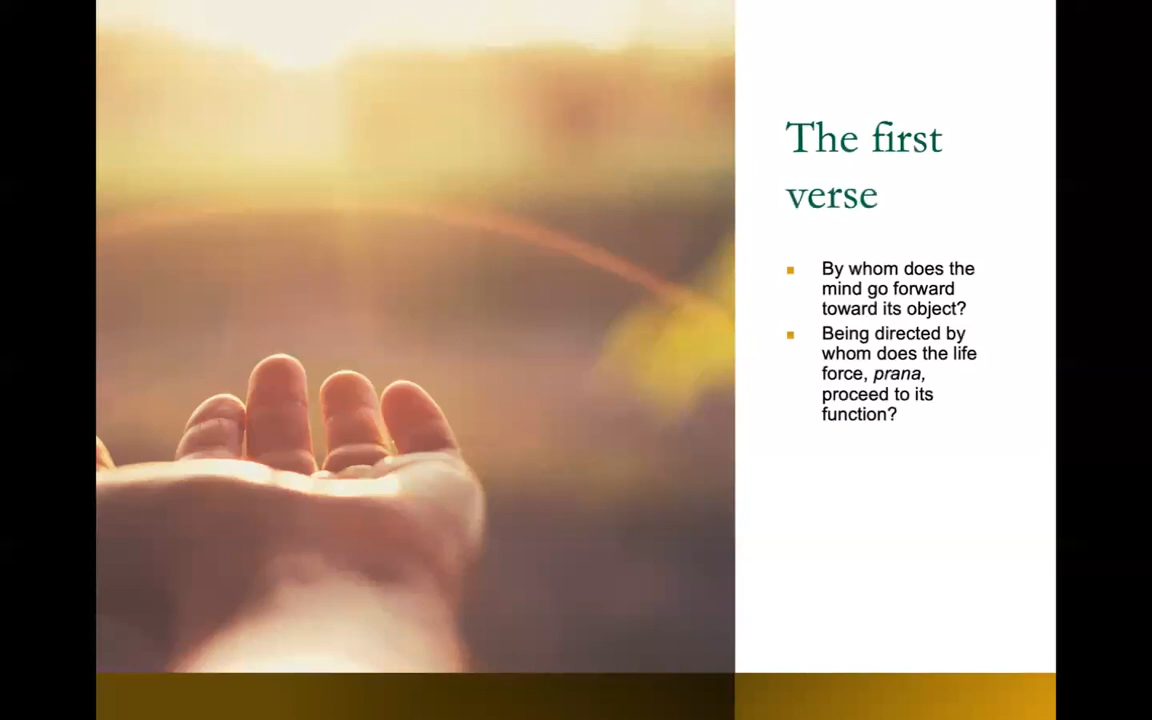 The first
verse
By whom does the
mind go forward
toward its object?
Being directed by
whom does the life
force, prana,
proceed to its
function?